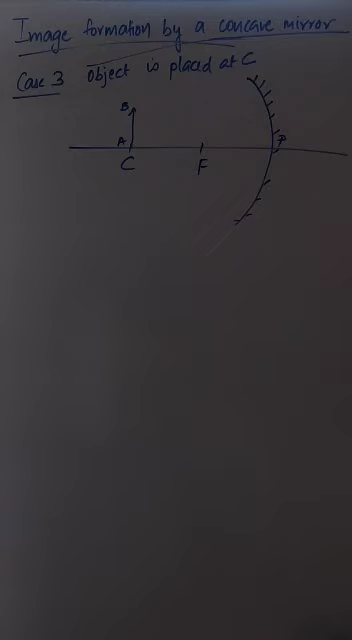 Image formation by a concave mirror
Case 3 object is placed at C
B
A
P
C
F